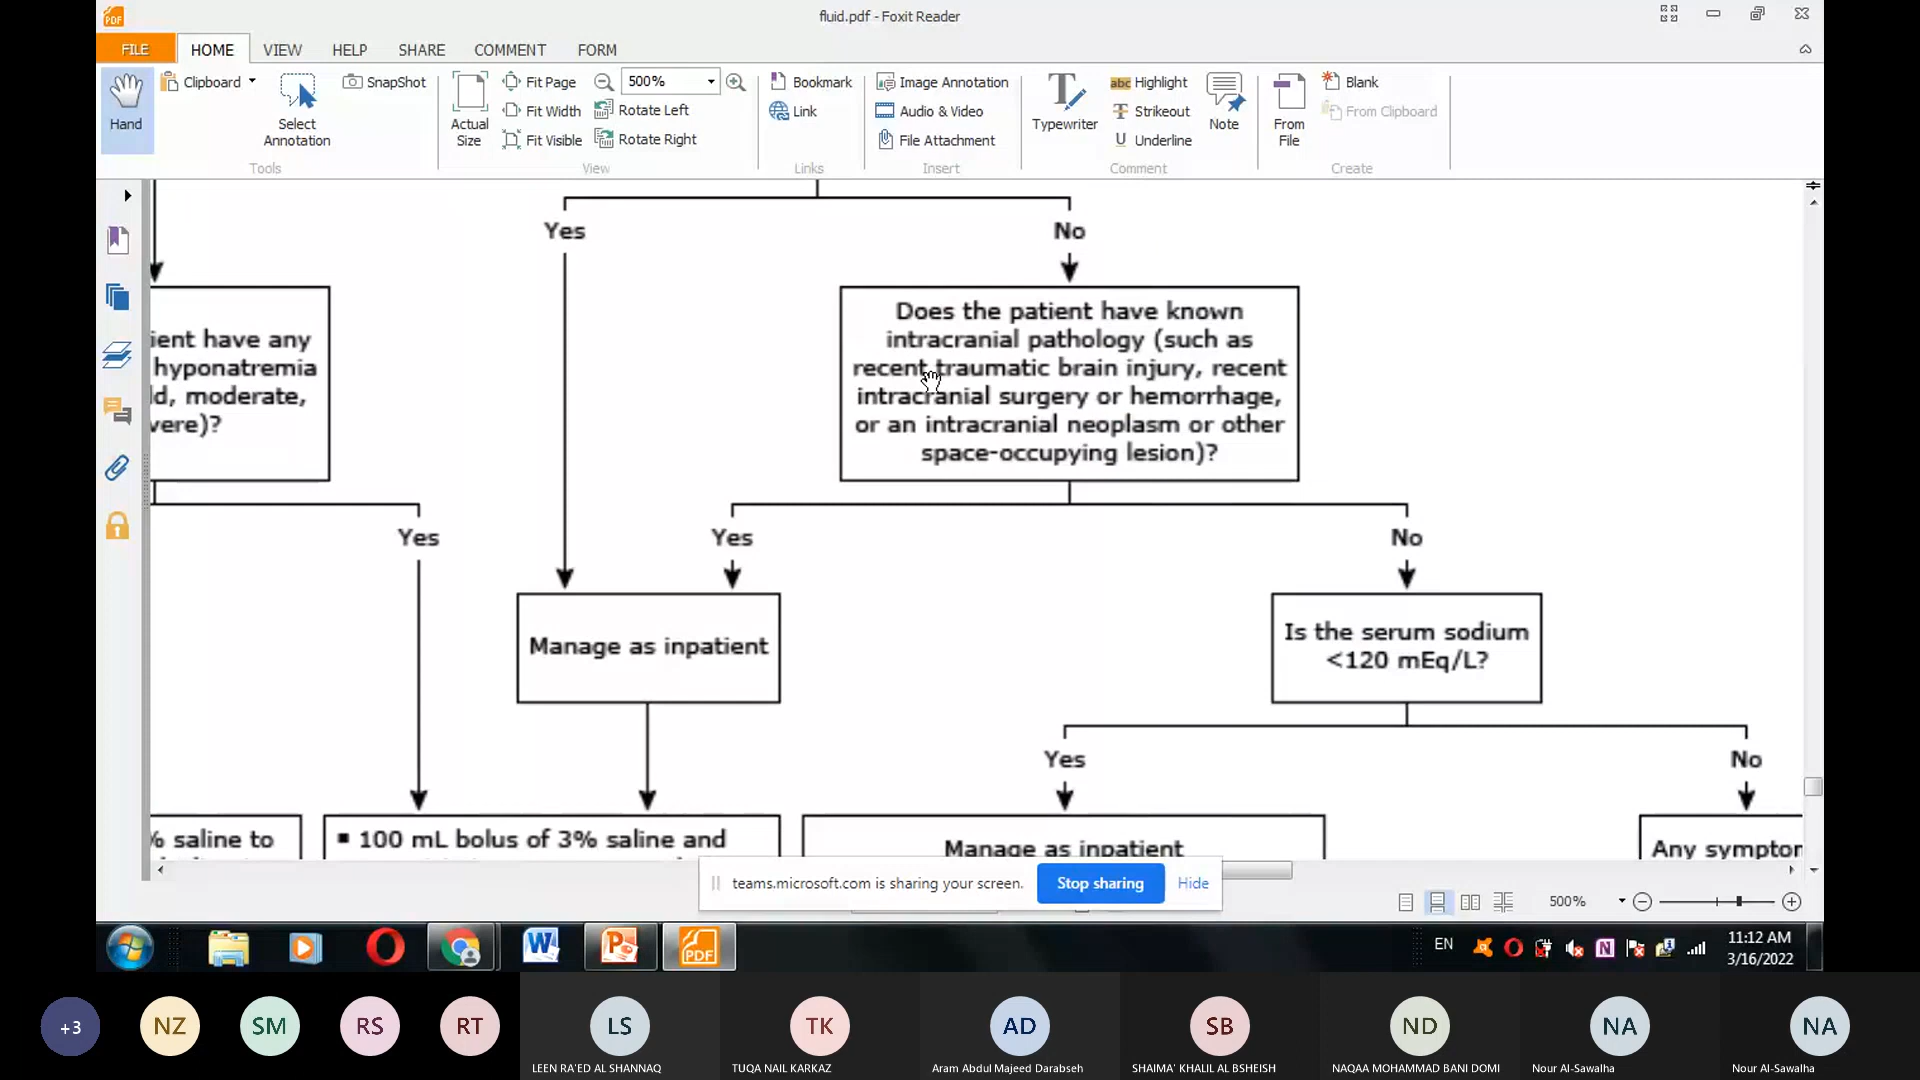 fluid.pdf - Foxit Reader
FILE
HOME
VIEW
HELP
SHARE
COMMENT
FORM
Hand
Clipboard
Select
Annotation
SnapShot
Tools
Actual
Size
Fit Page
Fit Width
Fit Visible
500%
Rotate Left
Rotate Right
View
Bookmark
Link
Links
Image Annotation
Audio & Video
File Attachment
Insert
Typewriter
abc Highlight
Strikeout
Underline
Note
Comment
From
File
Blank
From Clipboard
Create
Yes
No
ient have any
hyponatremia
ld, moderate,
vere)?
Does the patient have known
intracranial pathology (such as
recent traumatic brain injury, recent
intracranial surgery or hemorrhage,
or an intracranial neoplasm or other
space-occupying lesion)?
Yes
Yes
No
Manage as inpatient
Is the serum sodium
<120 mEq/L?
Yes
No
% saline to
▪ 100 mL bolus of 3% saline and
Manage as inpatient
Any symptor
teams.microsoft.com is sharing your screen.
Stop sharing
Hide
500%
PDF
EN
11:12 AM
3/16/2022
+3
NZ
SM
RS
RT
LS
LEEN RA'ED AL SHANNAQ
TK
TUQA NAIL KARKAZ
AD
Aram Abdul Majeed Darabseh
SB
SHAIMA' KHALIL AL BSHEISH
ND
NAQAA MOHAMMAD BANI DOMI
NA
Nour Al-Sawalha
NA
Nour Al-Sawalha